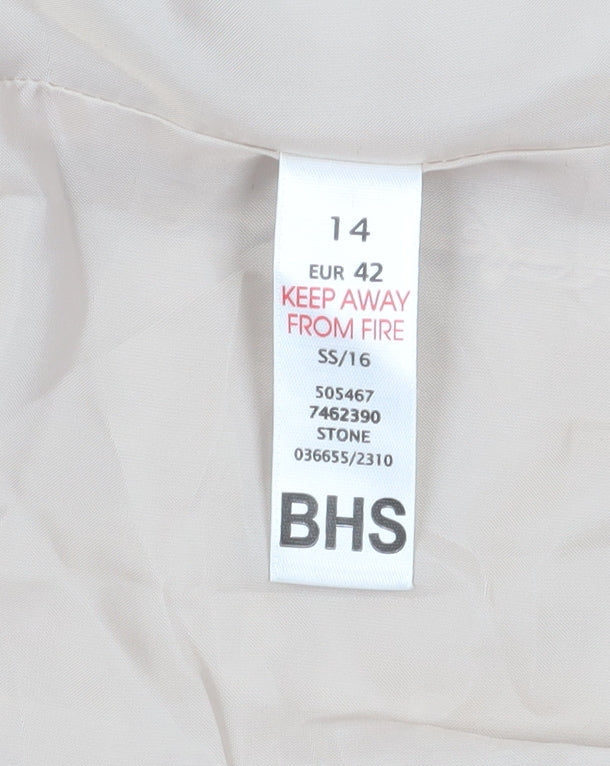 14
EUR 42
KEEP AWAY
FROM FIRE
SS/16
505467
7462390
STONE
036655/2310
BHS